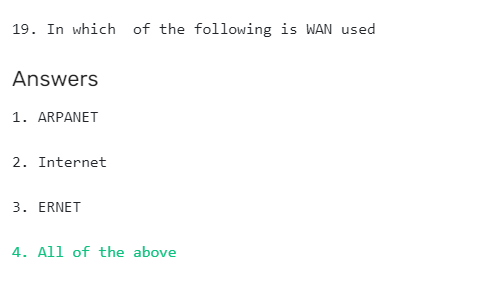 19. In which  of the following is WAN used
Answers
1. ARPANET
2. Internet
3. ERNET
4. All of the above